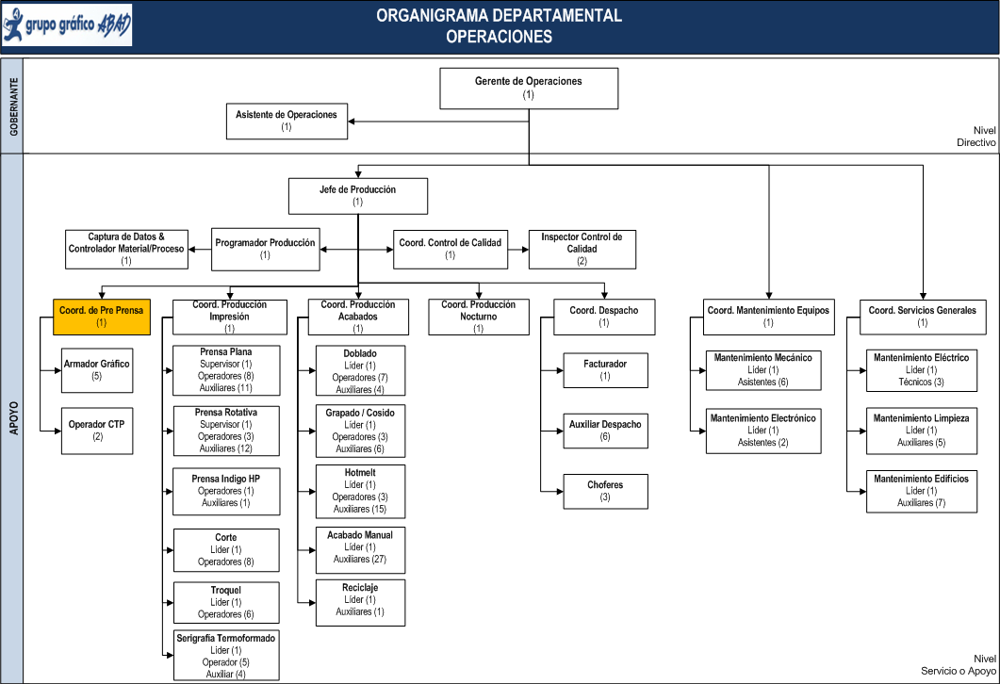 grupo gráfico ABAD
ORGANIGRAMA DEPARTAMENTAL
OPERACIONES
GOBERNANTE
Gerente de Operaciones
(1)
Asistente de Operaciones
(1)
Nivel
Directivo
APOYO
Jefe de Producción
(1)
Captura de Datos &
Controlador Material/Proceso
(1)
Programador Producción
(1)
Coord. Control de Calidad
(1)
Inspector Control de
Calidad
(2)
Coord. de Pre Prensa
(1)
Armador Gráfico
(5)
Operador CTP
(2)
Coord. Producción
Impresión
(1)
Prensa Plana
Supervisor (1)
Operadores (8)
Auxiliares (11)
Prensa Rotativa
Supervisor (1)
Operadores (3)
Auxiliares (12)
Prensa Indigo HP
Operadores (1)
Auxiliares (1)
Corte
Líder (1)
Operadores (8)
Troquel
Líder (1)
Operadores (6)
Serigrafía Termoformado
Líder (1)
Operador (5)
Auxiliar (4)
Coord. Producción
Acabados
(1)
Doblado
Líder (1)
Operadores (7)
Auxiliares (4)
Grapado / Cosido
Líder (1)
Operadores (3)
Auxiliares (6)
Hotmelt
Líder (1)
Operadores (3)
Auxiliares (15)
Acabado Manual
Líder (1)
Auxiliares (27)
Reciclaje
Líder (1)
Auxiliares (1)
Coord. Producción
Nocturno
(1)
Coord. Despacho
(1)
Facturador
(1)
Auxiliar Despacho
(6)
Choferes
(3)
Coord. Mantenimiento Equipos
(1)
Mantenimiento Mecánico
Líder (1)
Asistentes (6)
Mantenimiento Electrónico
Líder (1)
Asistentes (2)
Coord. Servicios Generales
(1)
Mantenimiento Eléctrico
Líder (1)
Técnicos (3)
Mantenimiento Limpieza
Líder (1)
Auxiliares (5)
Mantenimiento Edificios
Líder (1)
Auxiliares (7)
Nivel
Servicio o Apoyo